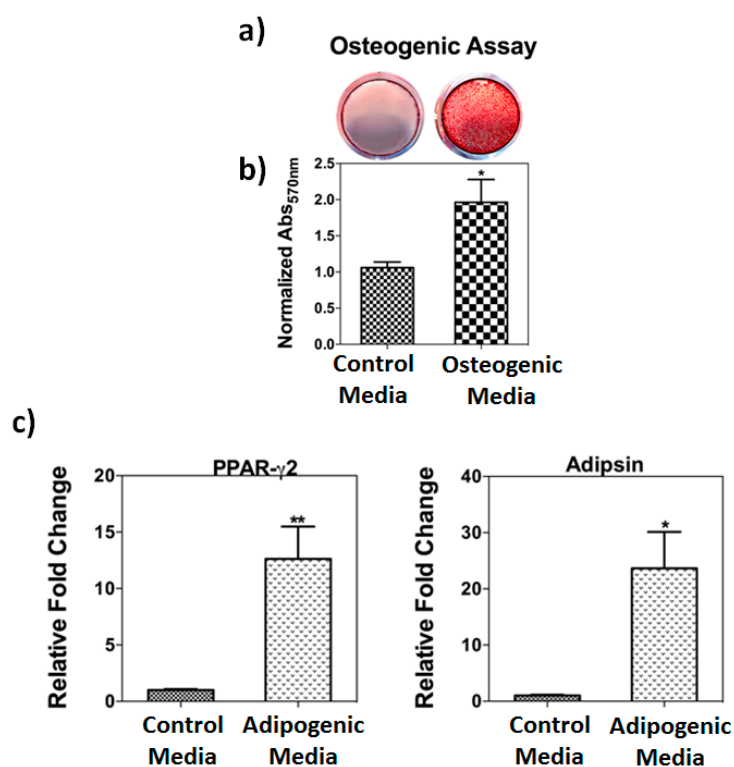 a)
Osteogenic Assay
b)
Normalized Abs570nm
2.5
2.0
1.5
1.0
0.5
0.0
*
Control Media
Osteogenic Media
c)
PPAR-γ2
Relative Fold Change
20
15
10
5
0
**
Control Media
Adipogenic Media
Adipsin
Relative Fold Change
40
30
20
10
0
*
Control Media
Adipogenic Media